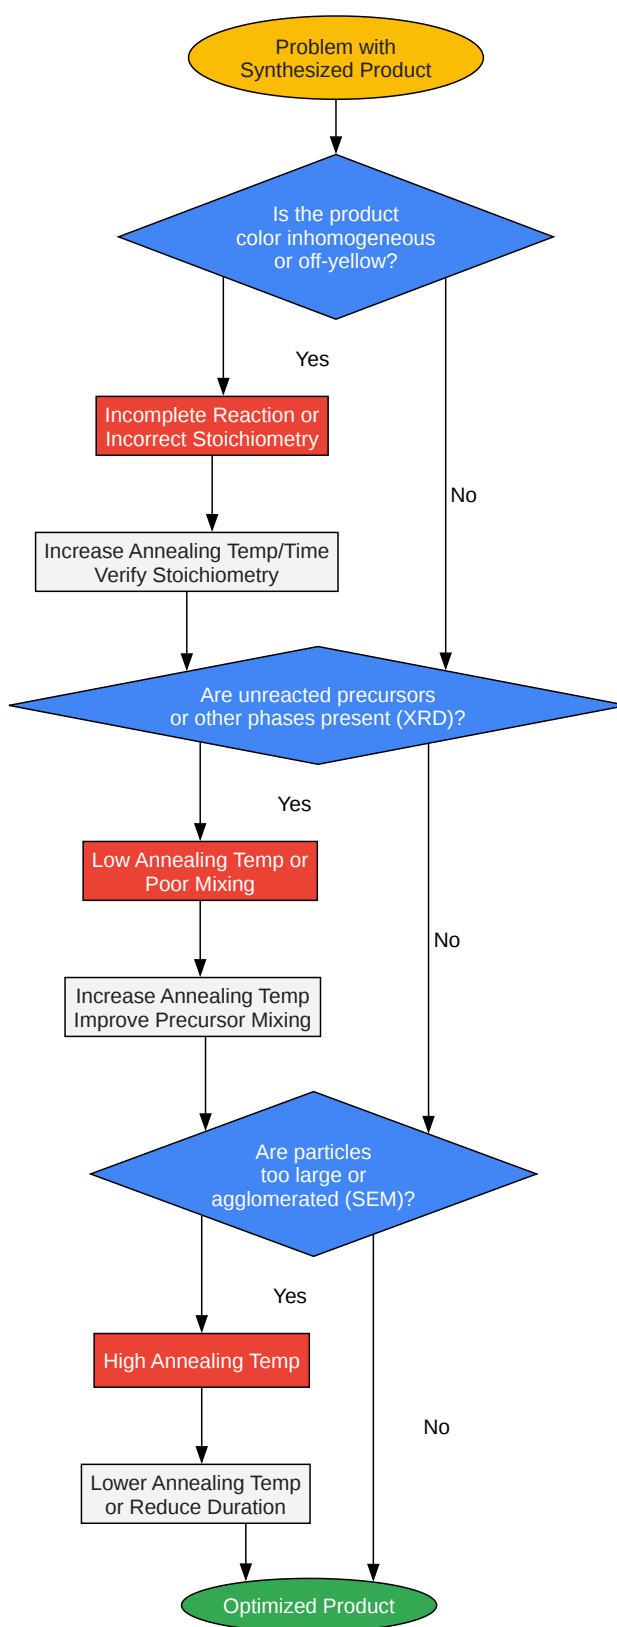 Problem with
Synthesized Product
Is the product
color inhomogeneous
or off-yellow?
Yes
Incomplete Reaction or
Incorrect Stoichiometry
No
Increase Annealing Temp/Time
Verify Stoichiometry
Are unreacted precursors
or other phases present (XRD)?
Yes
Low Annealing Temp or
Poor Mixing
No
Increase Annealing Temp
Improve Precursor Mixing
Are particles
too large or
agglomerated (SEM)?
Yes
High Annealing Temp
No
Lower Annealing Temp
or Reduce Duration
Optimized Product